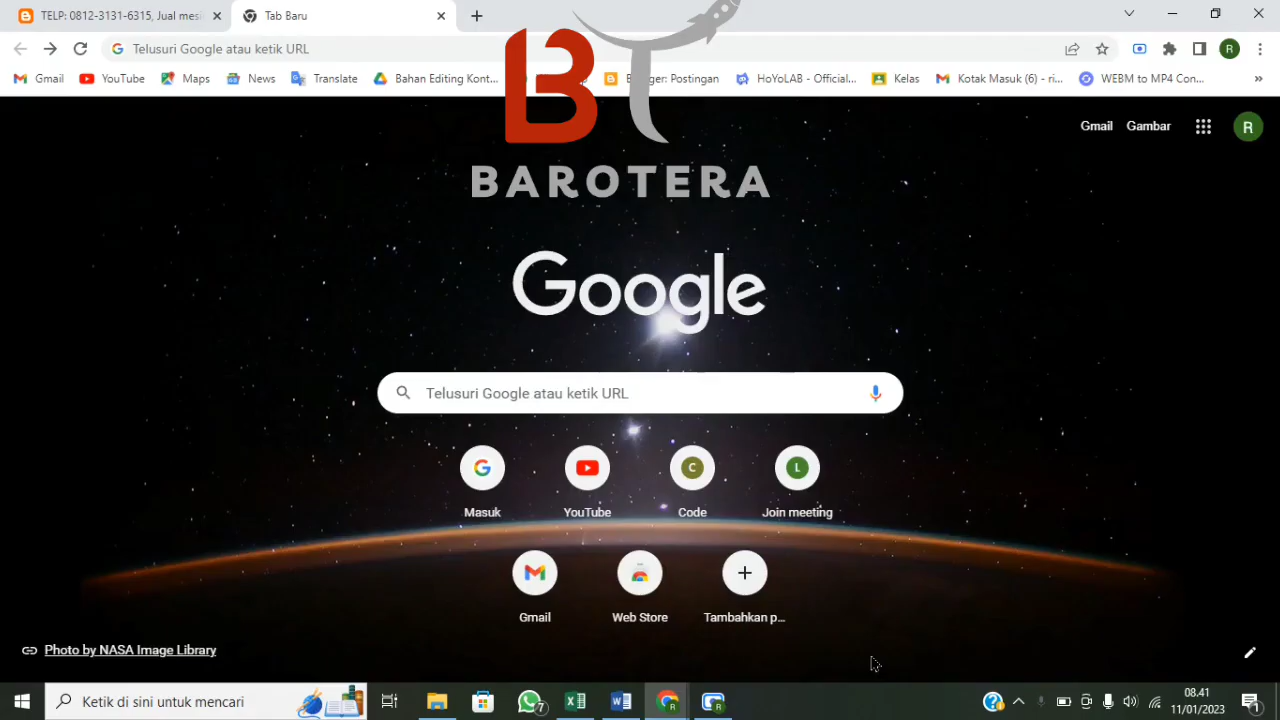 TELP: 0812-3131-6315, Jual mesi
Tab Baru
Telusuri Google atau ketik URL
R
Gmail
YouTube
Maps
News
Translate
Bahan Editing Kont...
Blogger: Postingan
HoYoLAB - Official...
Kelas
Kotak Masuk (6) - ri...
WEBM to MP4 Con...
BT
BAROTERA
Gmail
Gambar
R
Google
Telusuri Google atau ketik URL
G
C
L
Masuk
YouTube
Code
Join meeting
Gmail
Web Store
Tambahkan p...
Photo by NASA Image Library
Ketik di sini untuk mencari
7
08.41
11/01/2023
1